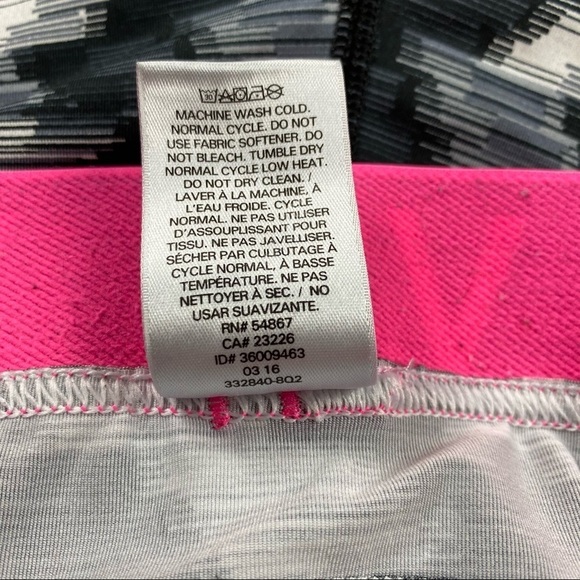 MACHINE WASH COLD.
NORMAL CYCLE. DO NOT
USE FABRIC SOFTENER. DO
NOT BLEACH. TUMBLE DRY
NORMAL CYCLE LOW HEAT.
DO NOT DRY CLEAN. /
LAVER À LA MACHINE, À
L'EAU FROIDE. CYCLE
NORMAL. NE PAS UTILISER
D'ASSOUPLISSANT POUR
TISSU. NE PAS JAVELLISER.
SÉCHER PAR CULBUTAGE À
CYCLE NORMAL, À BASSE
TEMPÉRATURE. NE PAS
NETTOYER À SEC. / NO
USAR SUAVIZANTE.
RN# 54867
CA# 23226
ID# 36009463
03 16
332840-8Q2